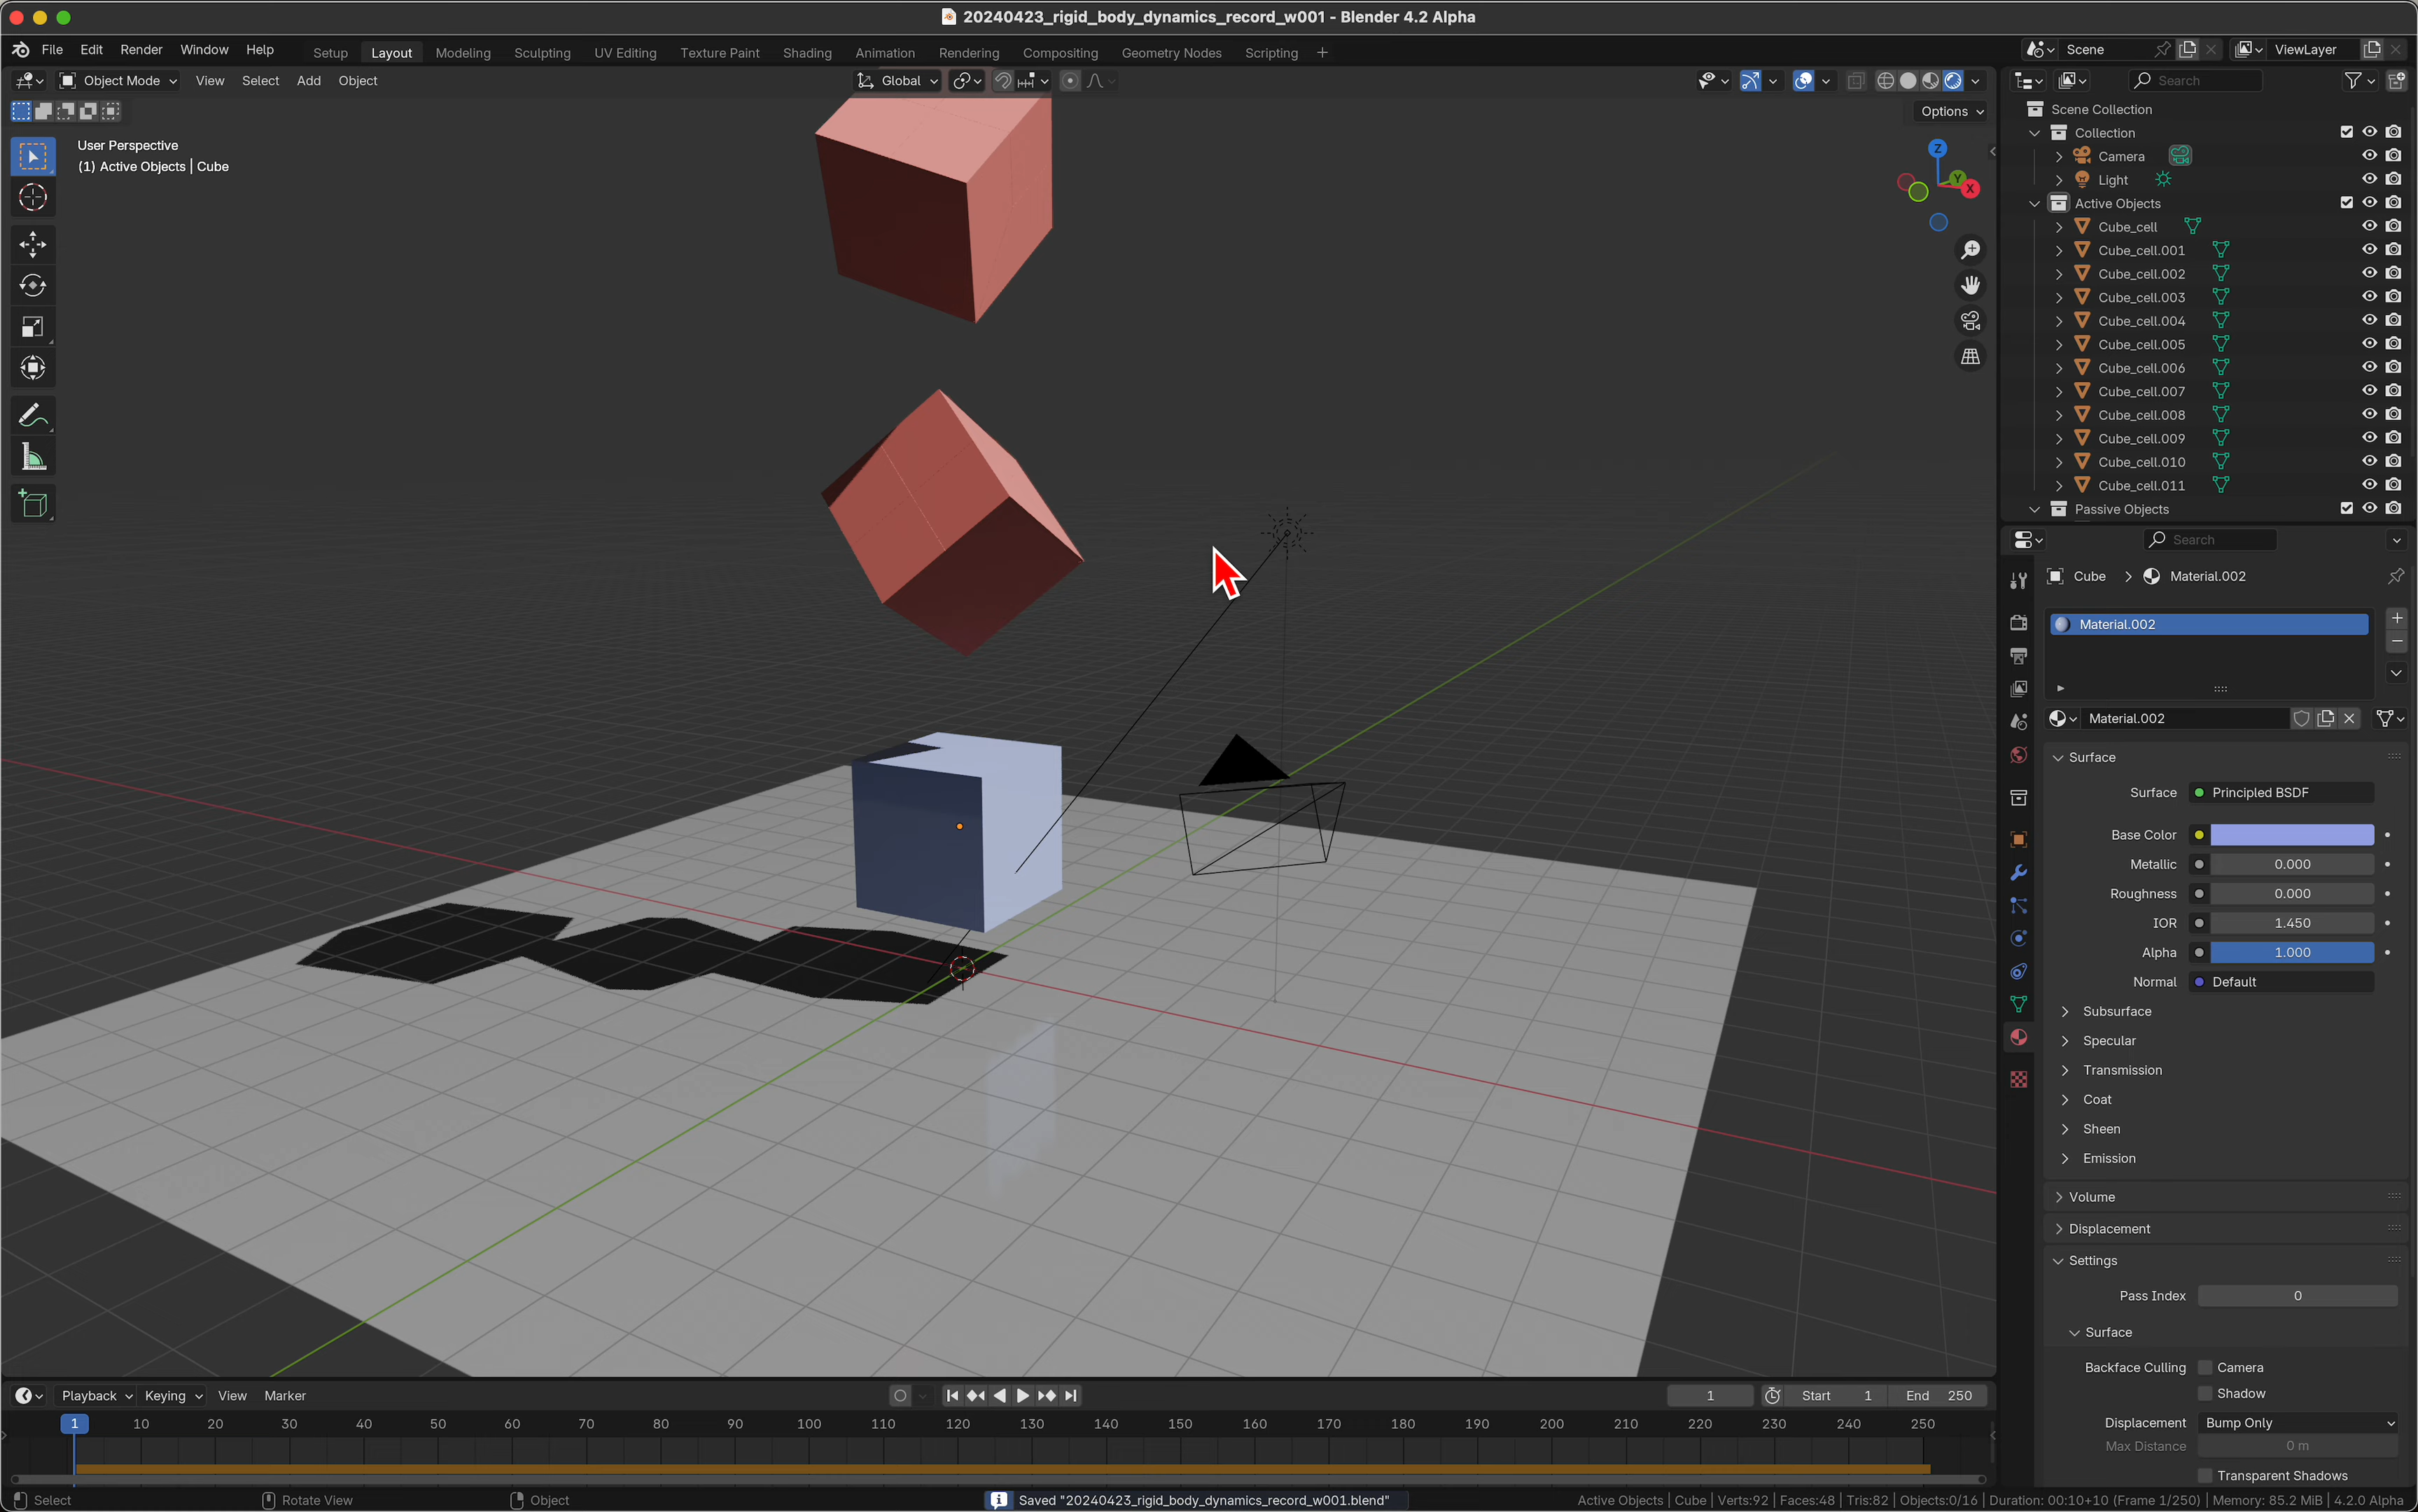 20240423_rigid_body_dynamics_record_w001 - Blender 4.2 Alpha
File Edit Render Window Help Setup Layout Modeling Sculpting UV Editing Texture Paint Shading Animation Rendering Compositing Geometry Nodes Scripting + Scene ViewLayer
Object Mode View Select Add Object Global Search
Options
User Perspective
(1) Active Objects | Cube
Z
Y
X
Scene Collection
Collection
Camera
Light
Active Objects
Cube_cell
Cube_cell.001
Cube_cell.002
Cube_cell.003
Cube_cell.004
Cube_cell.005
Cube_cell.006
Cube_cell.007
Cube_cell.008
Cube_cell.009
Cube_cell.010
Cube_cell.011
Passive Objects
Search
Cube > Material.002
Material.002
Material.002
Surface
Surface Principled BSDF
Base Color
Metallic 0.000
Roughness 0.000
IOR 1.450
Alpha 1.000
Normal Default
Subsurface
Specular
Transmission
Coat
Sheen
Emission
Volume
Displacement
Settings
Pass Index 0
Surface
Backface Culling Camera
Shadow
Displacement Bump Only
Max Distance 0 m
Transparent Shadows
Playback Keying View Marker 1 Start 1 End 250
1 10 20 30 40 50 60 70 80 90 100 110 120 130 140 150 160 170 180 190 200 210 220 230 240 250
Select Rotate View Object Saved "20240423_rigid_body_dynamics_record_w001.blend" Active Objects | Cube | Verts:92 | Faces:48 | Tris:82 | Objects:0/16 | Duration: 00:10+10 (Frame 1/250) | Memory: 85.2 MiB | 4.2.0 Alpha